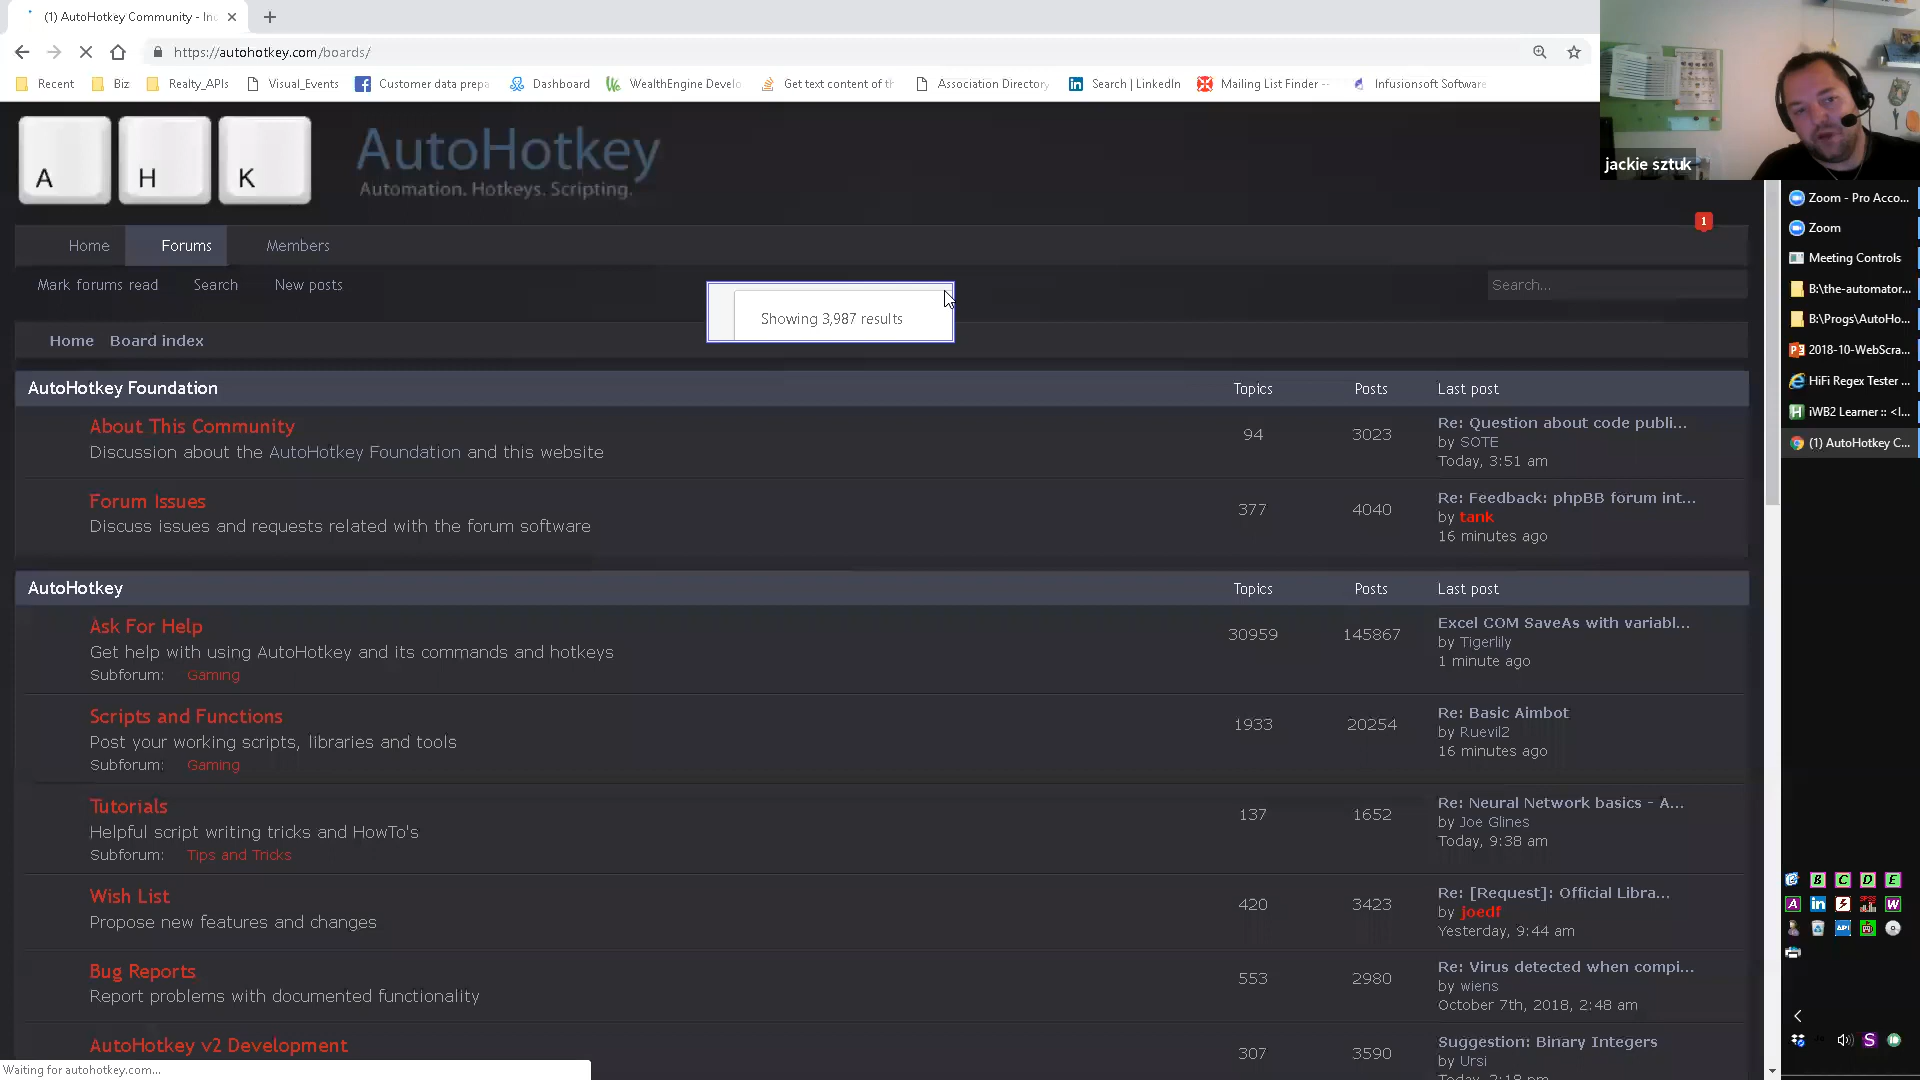 (1) AutoHotkey Community - In
https://autohotkey.com/boards/
Recent
Biz
Realty_APIs
Visual_Events
Customer data prepa
Dashboard
WealthEngine Develo
Get text content of th
Association Directory
Search | LinkedIn
Mailing List Finder --
Infusionsoft Software
jackie sztuk
A H K
AutoHotkey
Automation. Hotkeys. Scripting.
1
Home
Forums
Members
Mark forums read
Search
New posts
Search...
Showing 3,987 results
Home
Board index
AutoHotkey Foundation
Topics
Posts
Last post
About This Community
Discussion about the AutoHotkey Foundation and this website
94
3023
Re: Question about code publi...
by SOTE
Today, 3:51 am
Forum Issues
Discuss issues and requests related with the forum software
377
4040
Re: Feedback: phpBB forum int...
by tank
16 minutes ago
AutoHotkey
Topics
Posts
Last post
Ask For Help
Get help with using AutoHotkey and its commands and hotkeys
Subforum: Gaming
30959
145867
Excel COM SaveAs with variabl...
by Tigerlily
1 minute ago
Scripts and Functions
Post your working scripts, libraries and tools
Subforum: Gaming
1933
20254
Re: Basic Aimbot
by Ruevil2
16 minutes ago
Tutorials
Helpful script writing tricks and HowTo's
Subforum: Tips and Tricks
137
1652
Re: Neural Network basics - A...
by Joe Glines
Today, 9:38 am
Wish List
Propose new features and changes
420
3423
Re: [Request]: Official Libra...
by joedf
Yesterday, 9:44 am
Bug Reports
Report problems with documented functionality
553
2980
Re: Virus detected when compi...
by wiens
October 7th, 2018, 2:48 am
AutoHotkey v2 Development
307
3590
Suggestion: Binary Integers
by Ursi
Today, 2:18 pm
Waiting for autohotkey.com...
Zoom - Pro Acco...
Zoom
Meeting Controls
B:\the-automator...
B:\Progs\AutoHo...
2018-10-WebScra...
HiFi Regex Tester ...
iWB2 Learner :: <I...
(1) AutoHotkey C...
B C D E
A in SPSS W
API
S